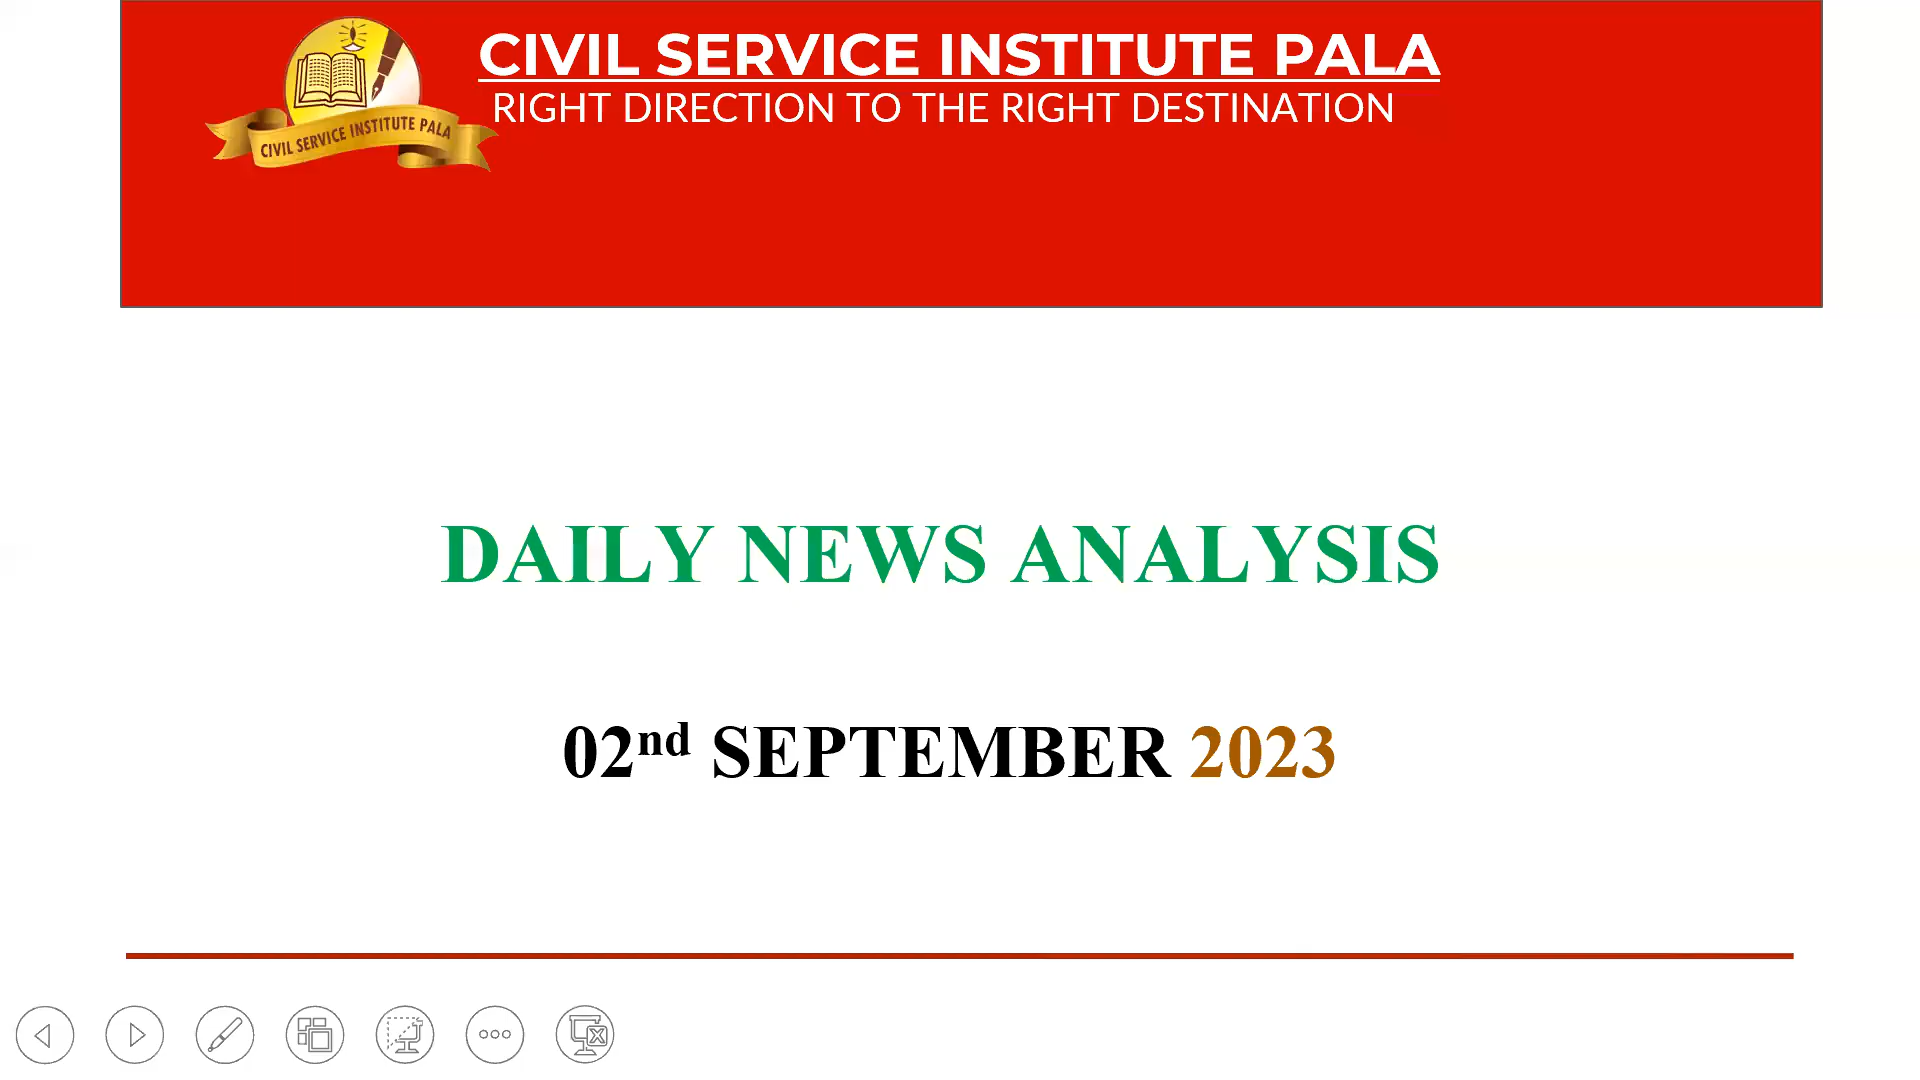 CIVIL SERVICE INSTITUTE PALA
RIGHT DIRECTION TO THE RIGHT DESTINATION
CIVIL SERVICE INSTITUTE PALA
DAILY NEWS ANALYSIS
02nd SEPTEMBER 2023